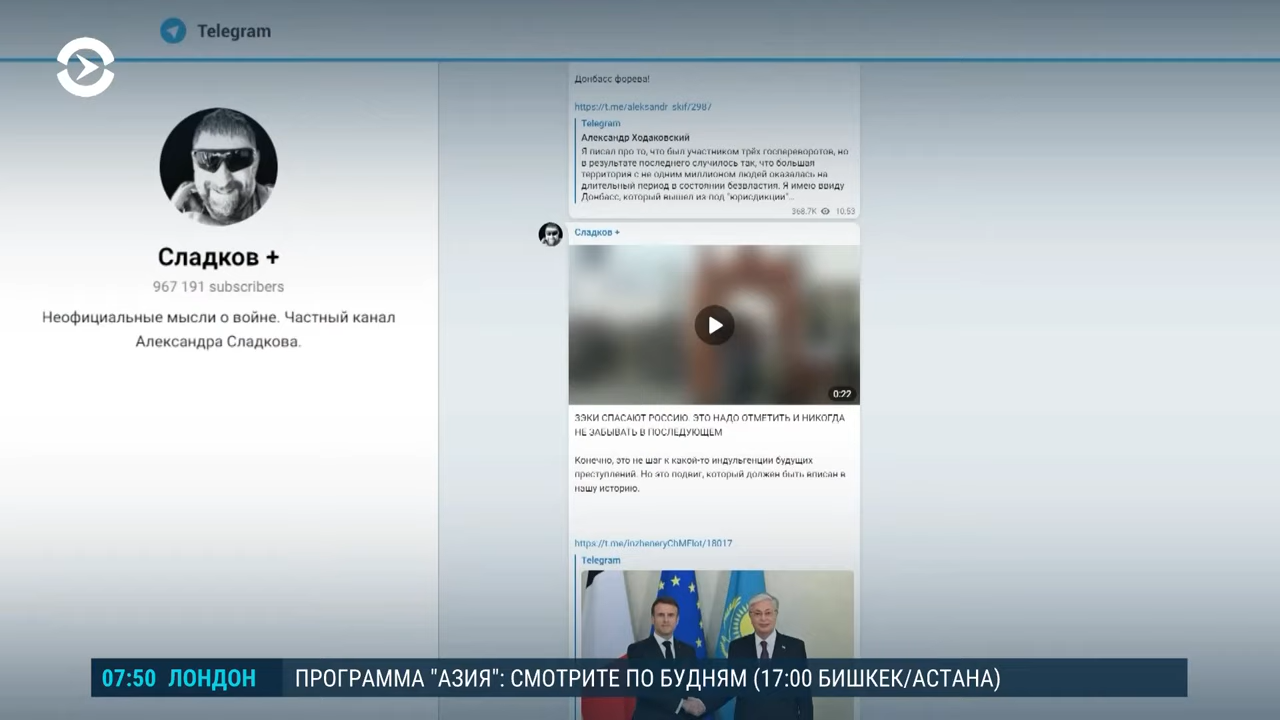 Telegram
Сладков +
967 191 subscribers
Неофициальные мысли о войне. Частный канал
Александра Сладкова.
Донбасс форева!
https://t.me/aleksandr_skif/2987
Telegram
Александр Ходаковский
Я писал про то, что был участником трёх госпереворотов, но
в результате последнего случилось так, что большая
территория с не одним миллионом людей оказалась на
длительный период в состоянии безвластия. Я имею ввиду
Донбасс, который вышел из-под "юрисдикции"...
368.7K 10:53
Сладков +
0:22
ЗЭКИ СПАСАЮТ РОССИЮ. ЭТО НАДО ОТМЕТИТЬ И НИКОГДА
НЕ ЗАБЫВАТЬ В ПОСЛЕДУЮЩЕМ
Конечно, это не шаг к какой-то индульгенции будущих
преступлений. Но это подвиг, который должен быть вписан в
нашу историю.
https://t.me/inzheneryChMFlot/18017
Telegram
07:50 ЛОНДОН ПРОГРАММА "АЗИЯ": СМОТРИТЕ ПО БУДНЯМ (17:00 БИШКЕК/АСТАНА)